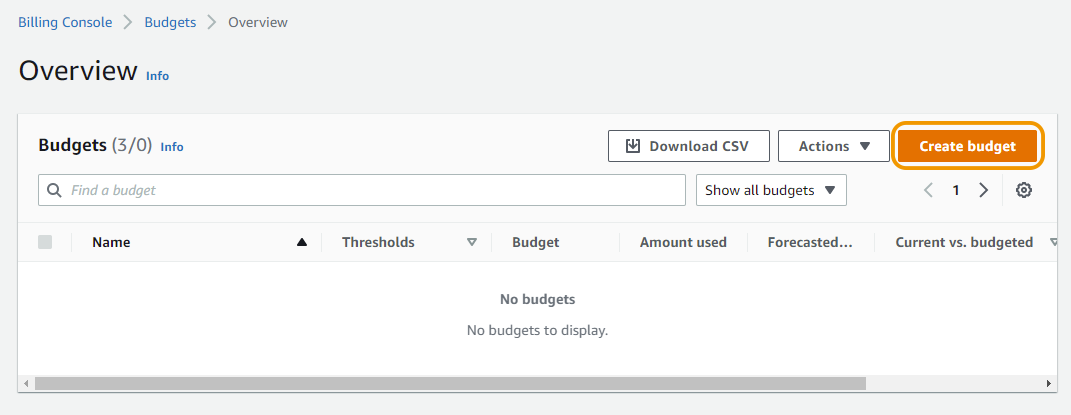 Billing Console > Budgets > Overview
Overview Info
Budgets (3/0) Info Download CSV Actions Create budget
Find a budget Show all budgets 1
Name Thresholds Budget Amount used Forecasted... Current vs. budgeted
No budgets
No budgets to display.